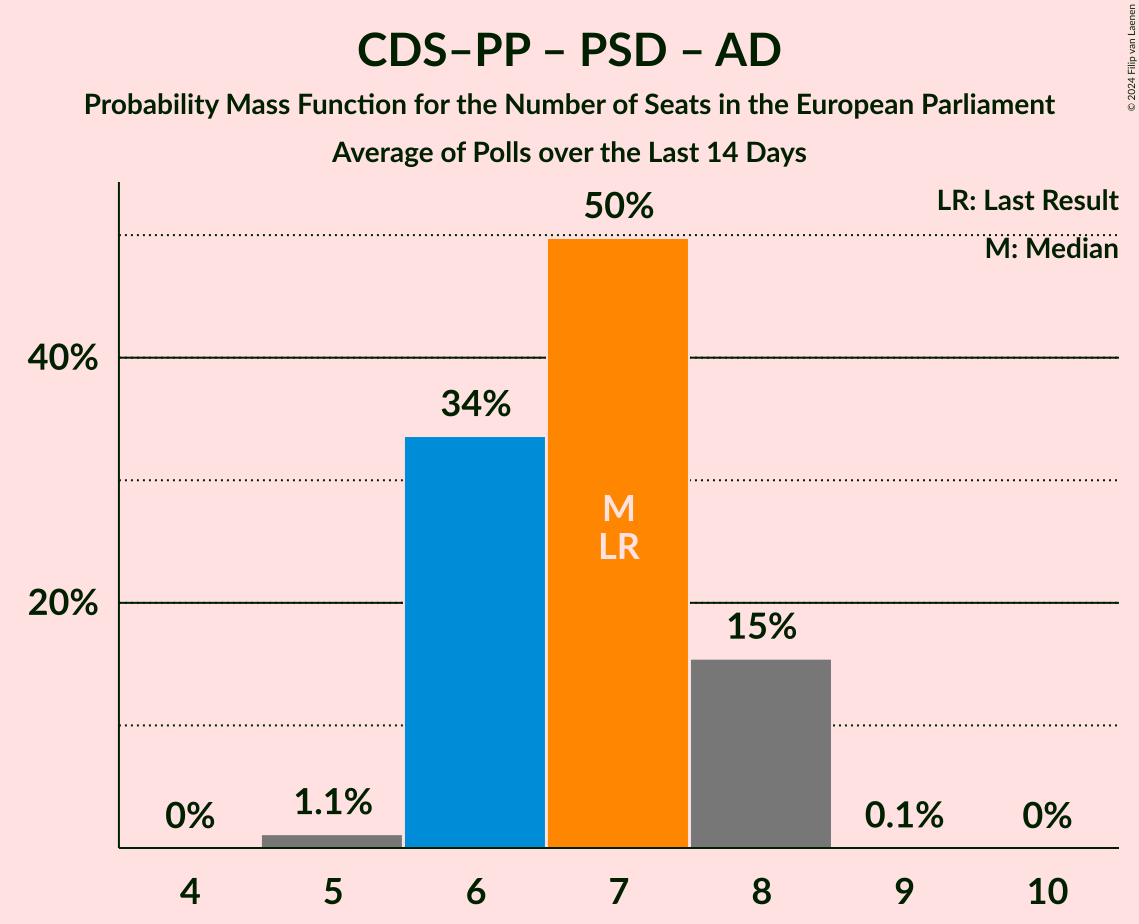 CDS–PP – PSD – AD
Probability Mass Function for the Number of Seats in the European Parliament
Average of Polls over the Last 14 Days
© 2024 Filip van Laenen
LR: Last Result
M: Median
50%
40%
34%
M
LR
20%
15%
1.1%
0%
0.1%
0%
4
5
6
7
8
9
10